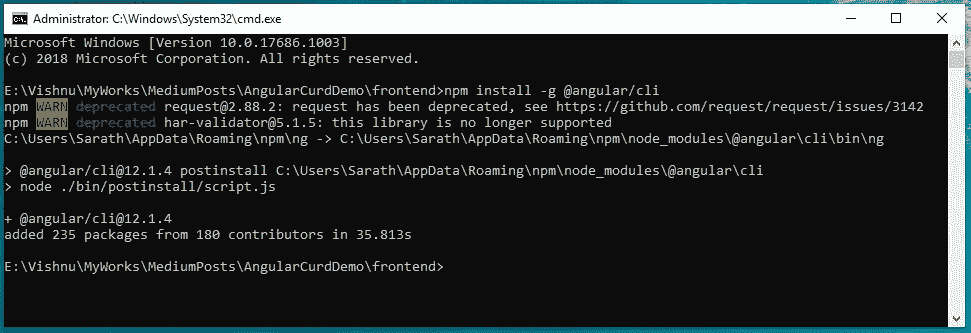 Administrator: C:\Windows\System32\cmd.exe
Microsoft Windows [Version 10.0.17686.1003]
(c) 2018 Microsoft Corporation. All rights reserved.
E:\Vishnu\MyWorks\MediumPosts\AngularCurdDemo\frontend>npm install -g @angular/cli
npm WARN deprecated request@2.88.2: request has been deprecated, see https://github.com/request/request/issues/3142
npm WARN deprecated har-validator@5.1.5: this library is no longer supported
C:\Users\Sarath\AppData\Roaming\npm\ng -> C:\Users\Sarath\AppData\Roaming\npm\node_modules\@angular\cli\bin\ng
> @angular/cli@12.1.4 postinstall C:\Users\Sarath\AppData\Roaming\npm\node_modules\@angular\cli
> node ./bin/postinstall/script.js
+ @angular/cli@12.1.4
added 235 packages from 180 contributors in 35.813s
E:\Vishnu\MyWorks\MediumPosts\AngularCurdDemo\frontend>